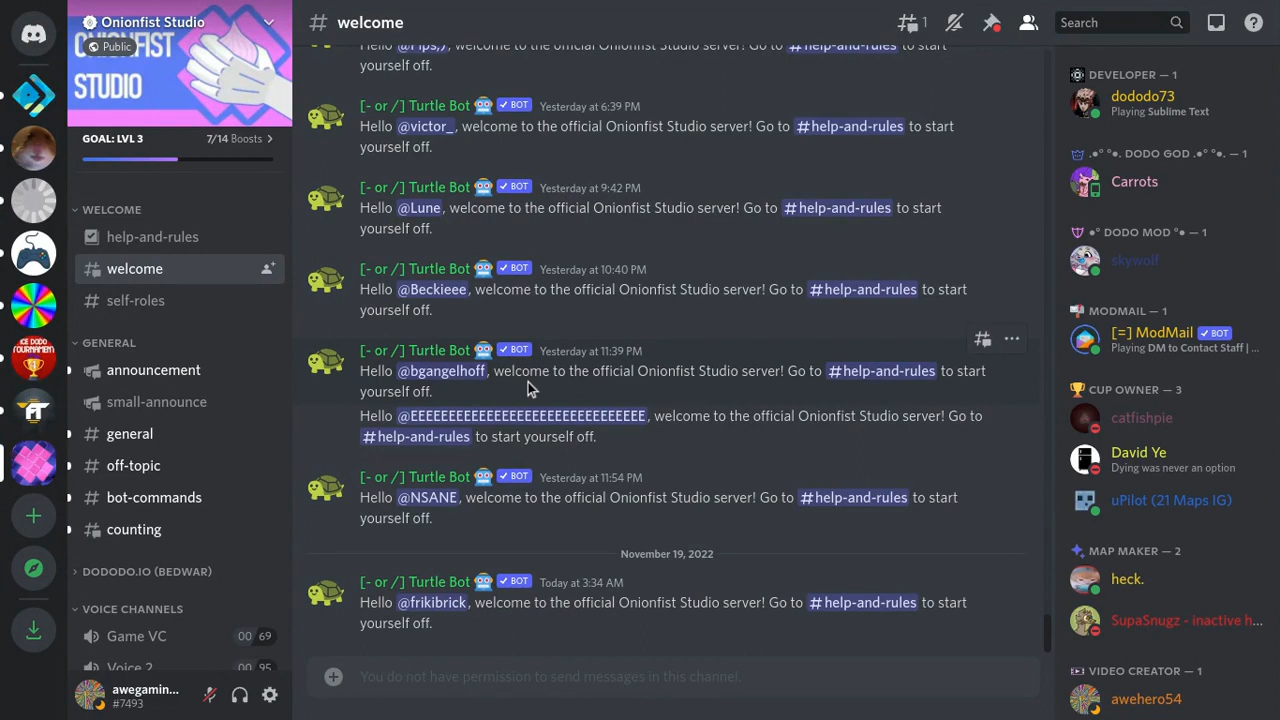 Onionfist Studio
Public
ONIONFIST
STUDIO
GOAL: LVL 3
7/14 Boosts
WELCOME
help-and-rules
welcome
self-roles
GENERAL
announcement
small-announce
general
off-topic
bot-commands
counting
DODODO.IO (BEDWAR)
VOICE CHANNELS
Game VC
00 69
Voice 2
00 95
awegamin...
#7493
# welcome
1
Search
Hello @Flps;), welcome to the official Onionfist Studio server! Go to #help-and-rules to start
yourself off.
[- or /] Turtle Bot BOT Yesterday at 6:39 PM
Hello @victor_, welcome to the official Onionfist Studio server! Go to #help-and-rules to start
yourself off.
[- or /] Turtle Bot BOT Yesterday at 9:42 PM
Hello @Lune, welcome to the official Onionfist Studio server! Go to #help-and-rules to start
yourself off.
[- or /] Turtle Bot BOT Yesterday at 10:40 PM
Hello @Beckieee, welcome to the official Onionfist Studio server! Go to #help-and-rules to start
yourself off.
[- or /] Turtle Bot BOT Yesterday at 11:39 PM
Hello @bgangelhoff, welcome to the official Onionfist Studio server! Go to #help-and-rules to start
yourself off.
Hello @EEEEEEEEEEEEEEEEEEEEEEEEEEEEEEEE, welcome to the official Onionfist Studio server! Go to
#help-and-rules to start yourself off.
[- or /] Turtle Bot BOT Yesterday at 11:54 PM
Hello @NSANE, welcome to the official Onionfist Studio server! Go to #help-and-rules to start
yourself off.
November 19, 2022
[- or /] Turtle Bot BOT Today at 3:34 AM
Hello @frikibrick, welcome to the official Onionfist Studio server! Go to #help-and-rules to start
yourself off.
You do not have permission to send messages in this channel.
DEVELOPER — 1
dododo73
Playing Sublime Text
.•°°•. DODO GOD .•°°•. — 1
Carrots
•° DODO MOD °• — 1
skywolf
MODMAIL — 1
[=] ModMail BOT
Playing DM to Contact Staff | ...
CUP OWNER — 3
catfishpie
David Ye
Dying was never an option
uPilot (21 Maps IG)
MAP MAKER — 2
heck.
SupaSnugz - inactive h...
VIDEO CREATOR — 1
awehero54
ICE DODO
TOURNAMENT